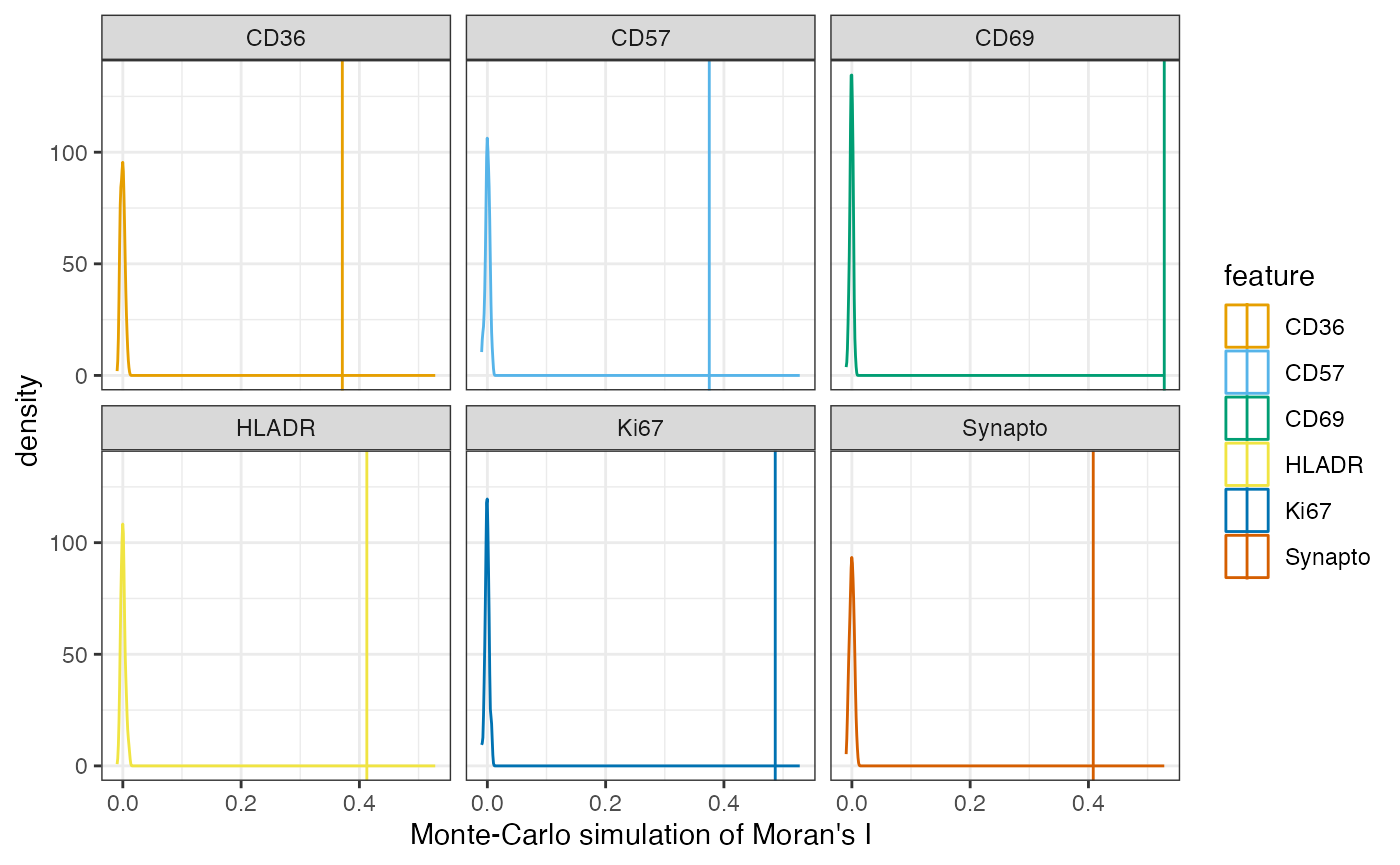 CD36 CD57 CD69
100
50
0
density
HLADR Ki67 Synapto
100
50
0
0.0 0.2 0.4 0.0 0.2 0.4 0.0 0.2 0.4
Monte-Carlo simulation of Moran's I
feature
CD36
CD57
CD69
HLADR
Ki67
Synapto